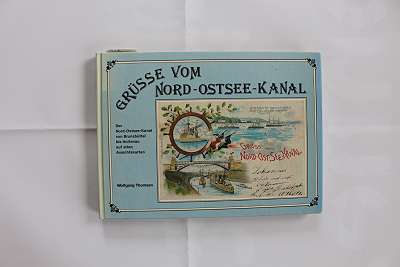 GRÜSSE VOM
NORD-OSTSEE-KANAL
Der
Nord-Ostsee-Kanal
von Brunsbüttel
bis Holtenau
auf alten
Ansichtskarten
Wolfgang Thomsen
GRUSS
NORD-OSTSEE KANAL